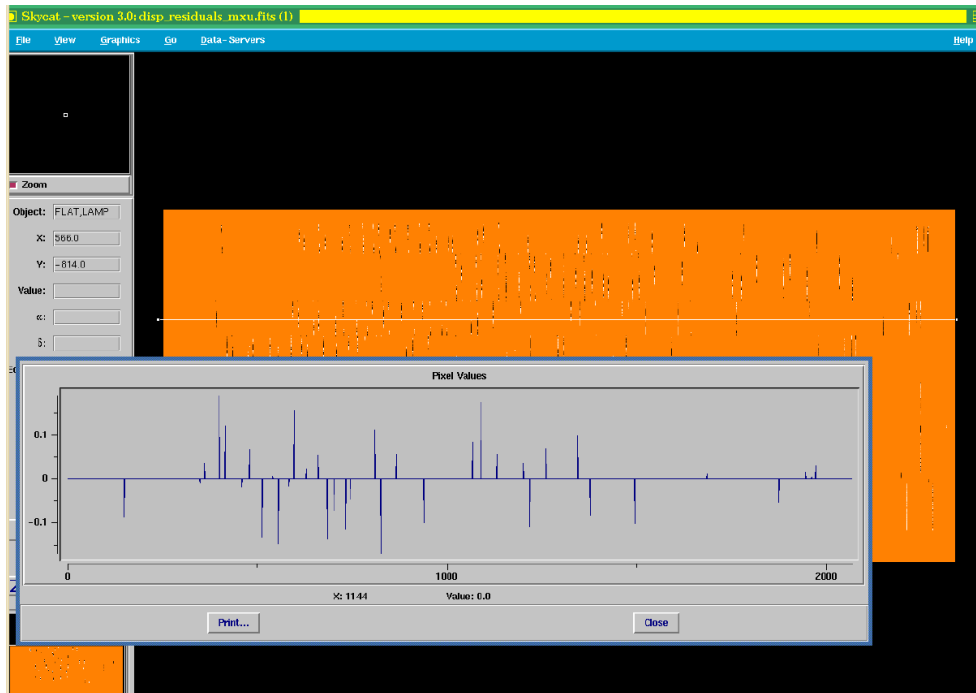 Skycat - version 3.0: disp_residuals_mxu.fits (1)
File View Graphics Go Data-Servers Help
Zoom
Object: FLAT,LAMP
X: 566.0
Y: -814.0
Value:
α:
δ:
Pixel Values
0.1
0
-0.1
0 1000 2000
X: 1144 Value: 0.0
Print... Close